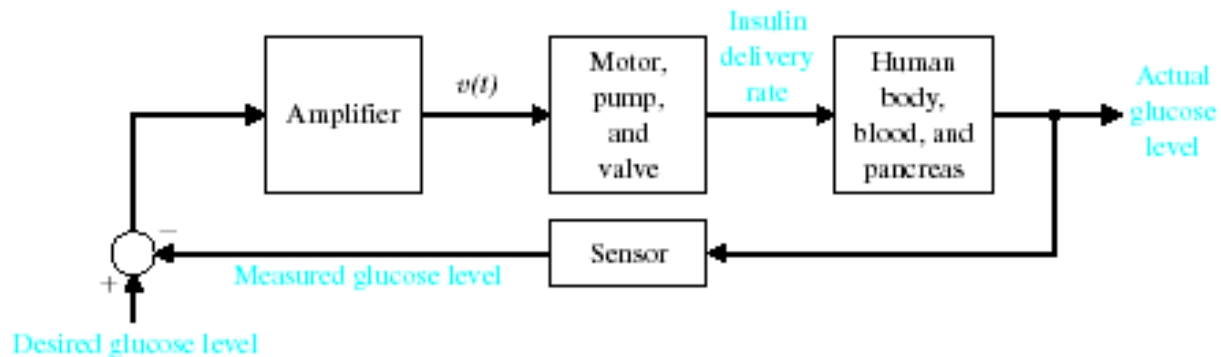 Insulin
delivery
rate
Amplifier
v(t)
Motor,
pump,
and
valve
Human
body,
blood, and
pancreas
Actual
glucose
level
Sensor
−
Measured glucose level
+
Desired glucose level